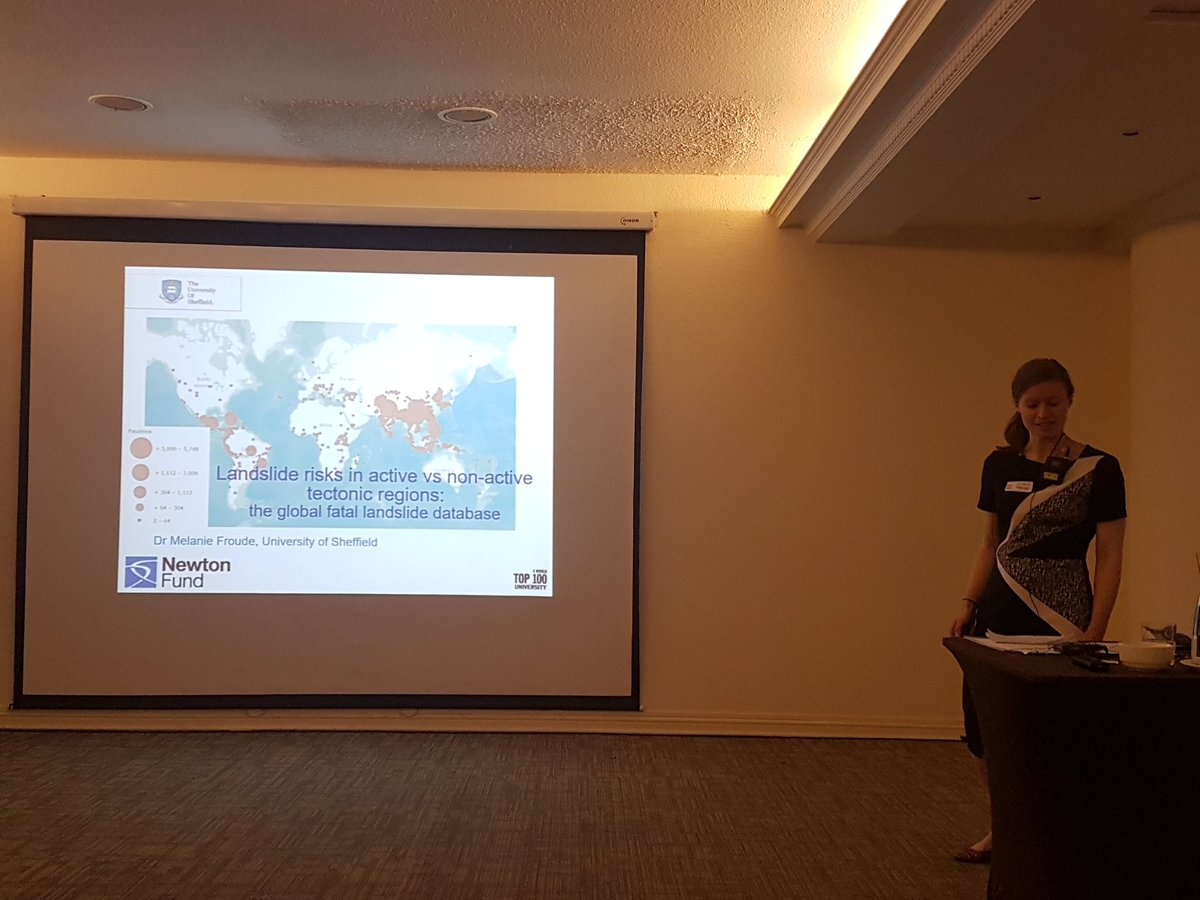 DINON
The
University
Of
Sheffield.
Fatalities
> 3,006 - 5,748
> 1,112 - 3,006
> 304 - 1,112
> 64 - 304
2 - 64
Landslide risks in active vs non-active
tectonic regions:
the global fatal landslide database
Dr Melanie Froude, University of Sheffield
Newton
Fund
TOP 100
UNIVERSITY